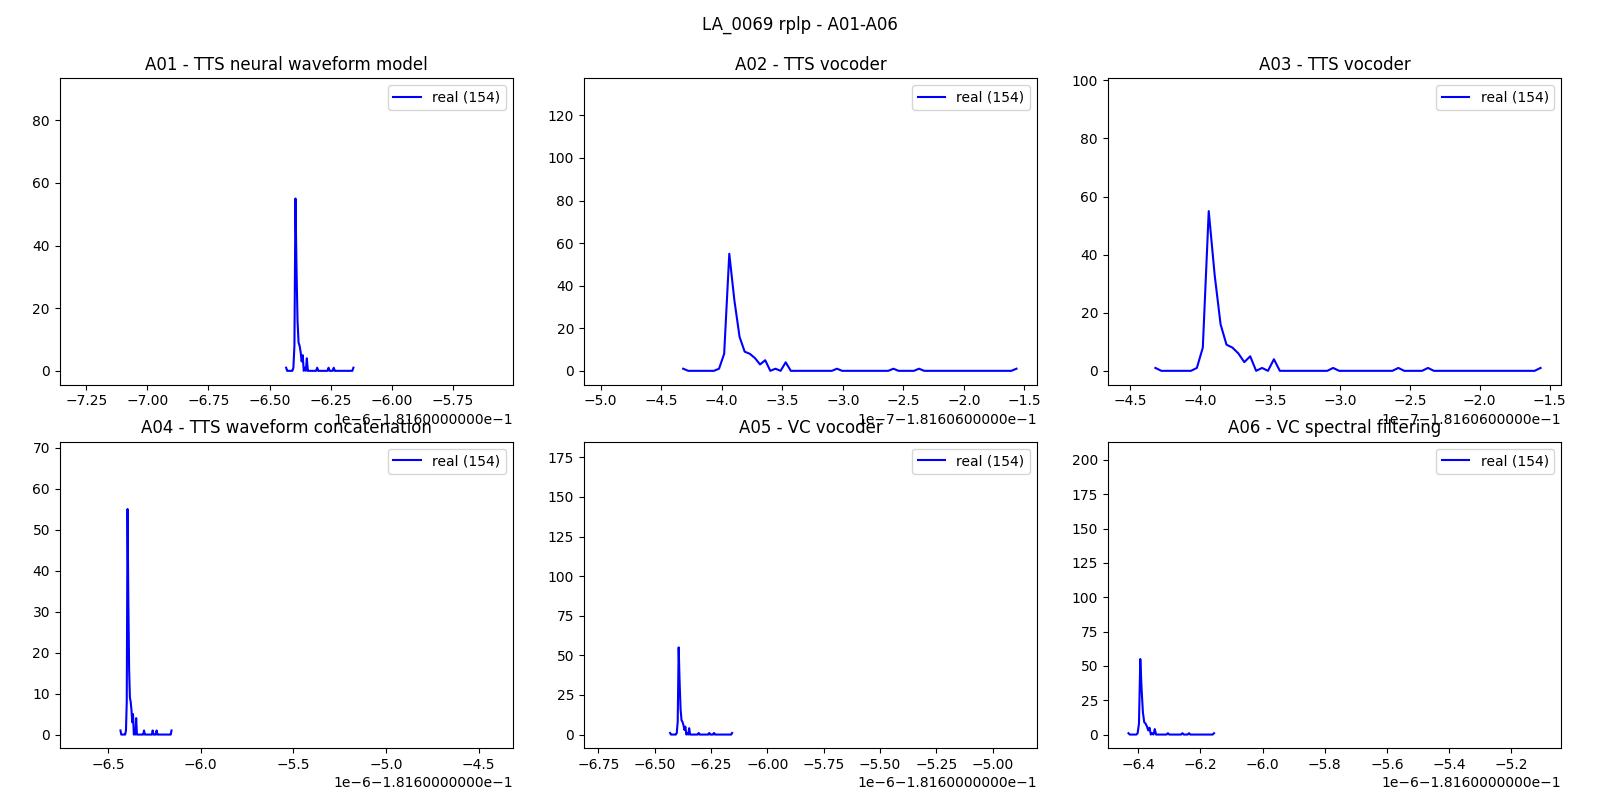 LA_0069 rplp - A01-A06
A01 - TTS neural waveform model
real (154)
80
60
40
20
0
−7.25 −7.00 −6.75 −6.50 −6.25 −6.00 −5.75
1e−6−1.8160000000e−1
A02 - TTS vocoder
real (154)
120
100
80
60
40
20
0
−5.0 −4.5 −4.0 −3.5 −3.0 −2.5 −2.0 −1.5
1e−7−1.8160600000e−1
A03 - TTS vocoder
real (154)
100
80
60
40
20
0
−4.5 −4.0 −3.5 −3.0 −2.5 −2.0 −1.5
1e−7−1.8160600000e−1
A04 - TTS waveform concatenation
real (154)
70
60
50
40
30
20
10
0
−6.5 −6.0 −5.5 −5.0 −4.5
1e−6−1.8160000000e−1
A05 - VC vocoder
real (154)
175
150
125
100
75
50
25
0
−6.75 −6.50 −6.25 −6.00 −5.75 −5.50 −5.25 −5.00
1e−6−1.8160000000e−1
A06 - VC spectral filtering
real (154)
200
175
150
125
100
75
50
25
0
−6.4 −6.2 −6.0 −5.8 −5.6 −5.4 −5.2
1e−6−1.8160000000e−1